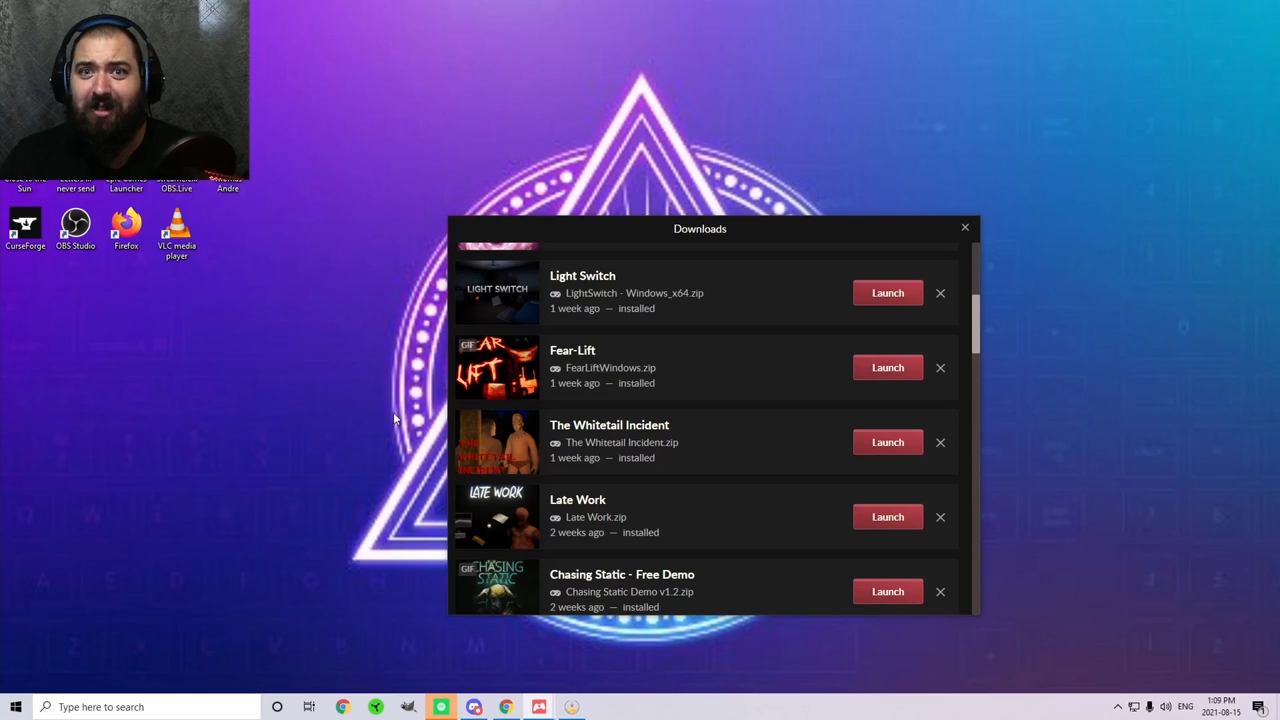 Sun
never send
Launcher
OBS.Live
Andre
CurseForge
OBS Studio
Firefox
VLC media
player
Downloads
LIGHT SWITCH
Light Switch
LightSwitch - Windows_x64.zip
1 week ago — installed
Launch
GIF
LIFT
Fear-Lift
FearLiftWindows.zip
1 week ago — installed
Launch
THE
WHITETAIL
INCIDENT
The Whitetail Incident
The Whitetail Incident.zip
1 week ago — installed
Launch
LATE WORK
Late Work
Late Work.zip
2 weeks ago — installed
Launch
GIF
CHASING
STATIC
Chasing Static - Free Demo
Chasing Static Demo v1.2.zip
2 weeks ago — installed
Launch
Type here to search
ENG
1:09 PM
2021-08-15